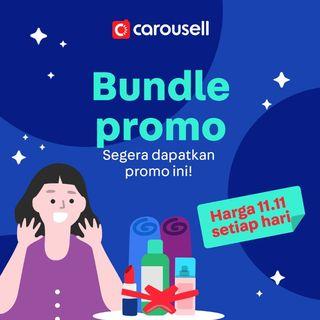 carousell
Bundle
promo
Segera dapatkan
promo ini!
Harga 11.11
setiap hari